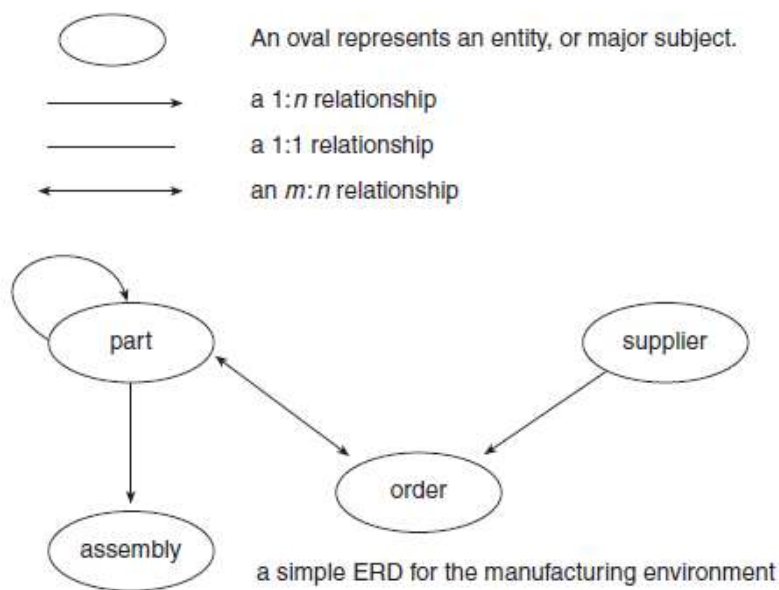 An oval represents an entity, or major subject.
a 1:n relationship
a 1:1 relationship
an m:n relationship
part
supplier
order
assembly
a simple ERD for the manufacturing environment